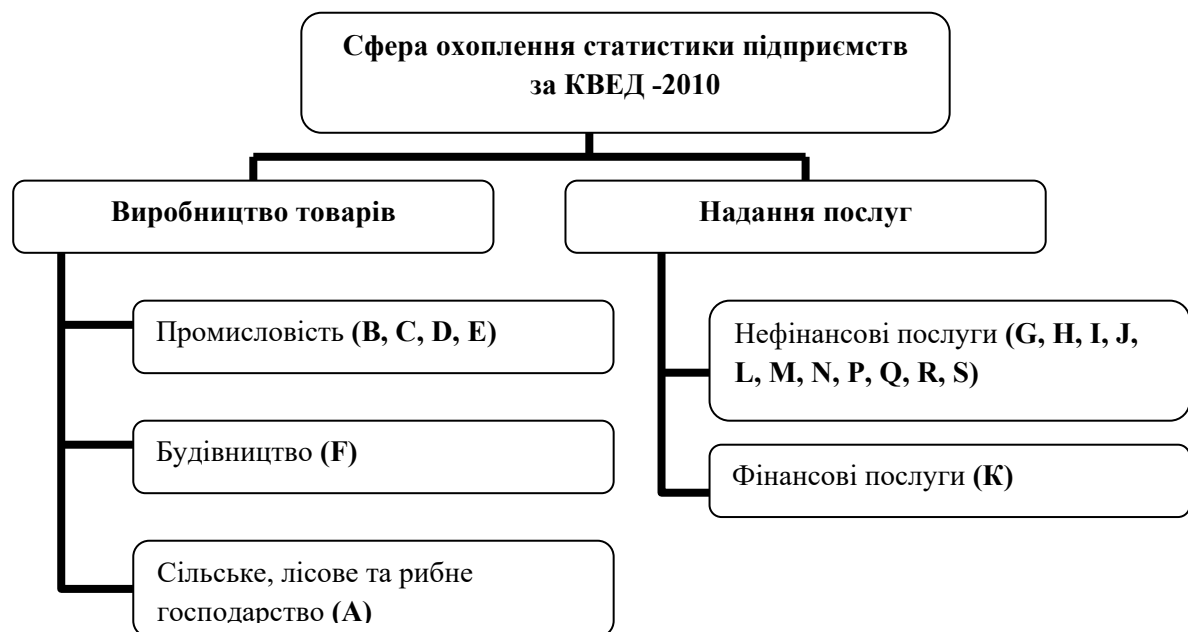 Сфера охоплення статистики підприємств
за КВЕД -2010
Виробництво товарів
Надання послуг
Промисловість (B, C, D, E)
Будівництво (F)
Сільське, лісове та рибне
господарство (А)
Нефінансові послуги (G, H, I, J,
L, M, N, P, Q, R, S)
Фінансові послуги (К)